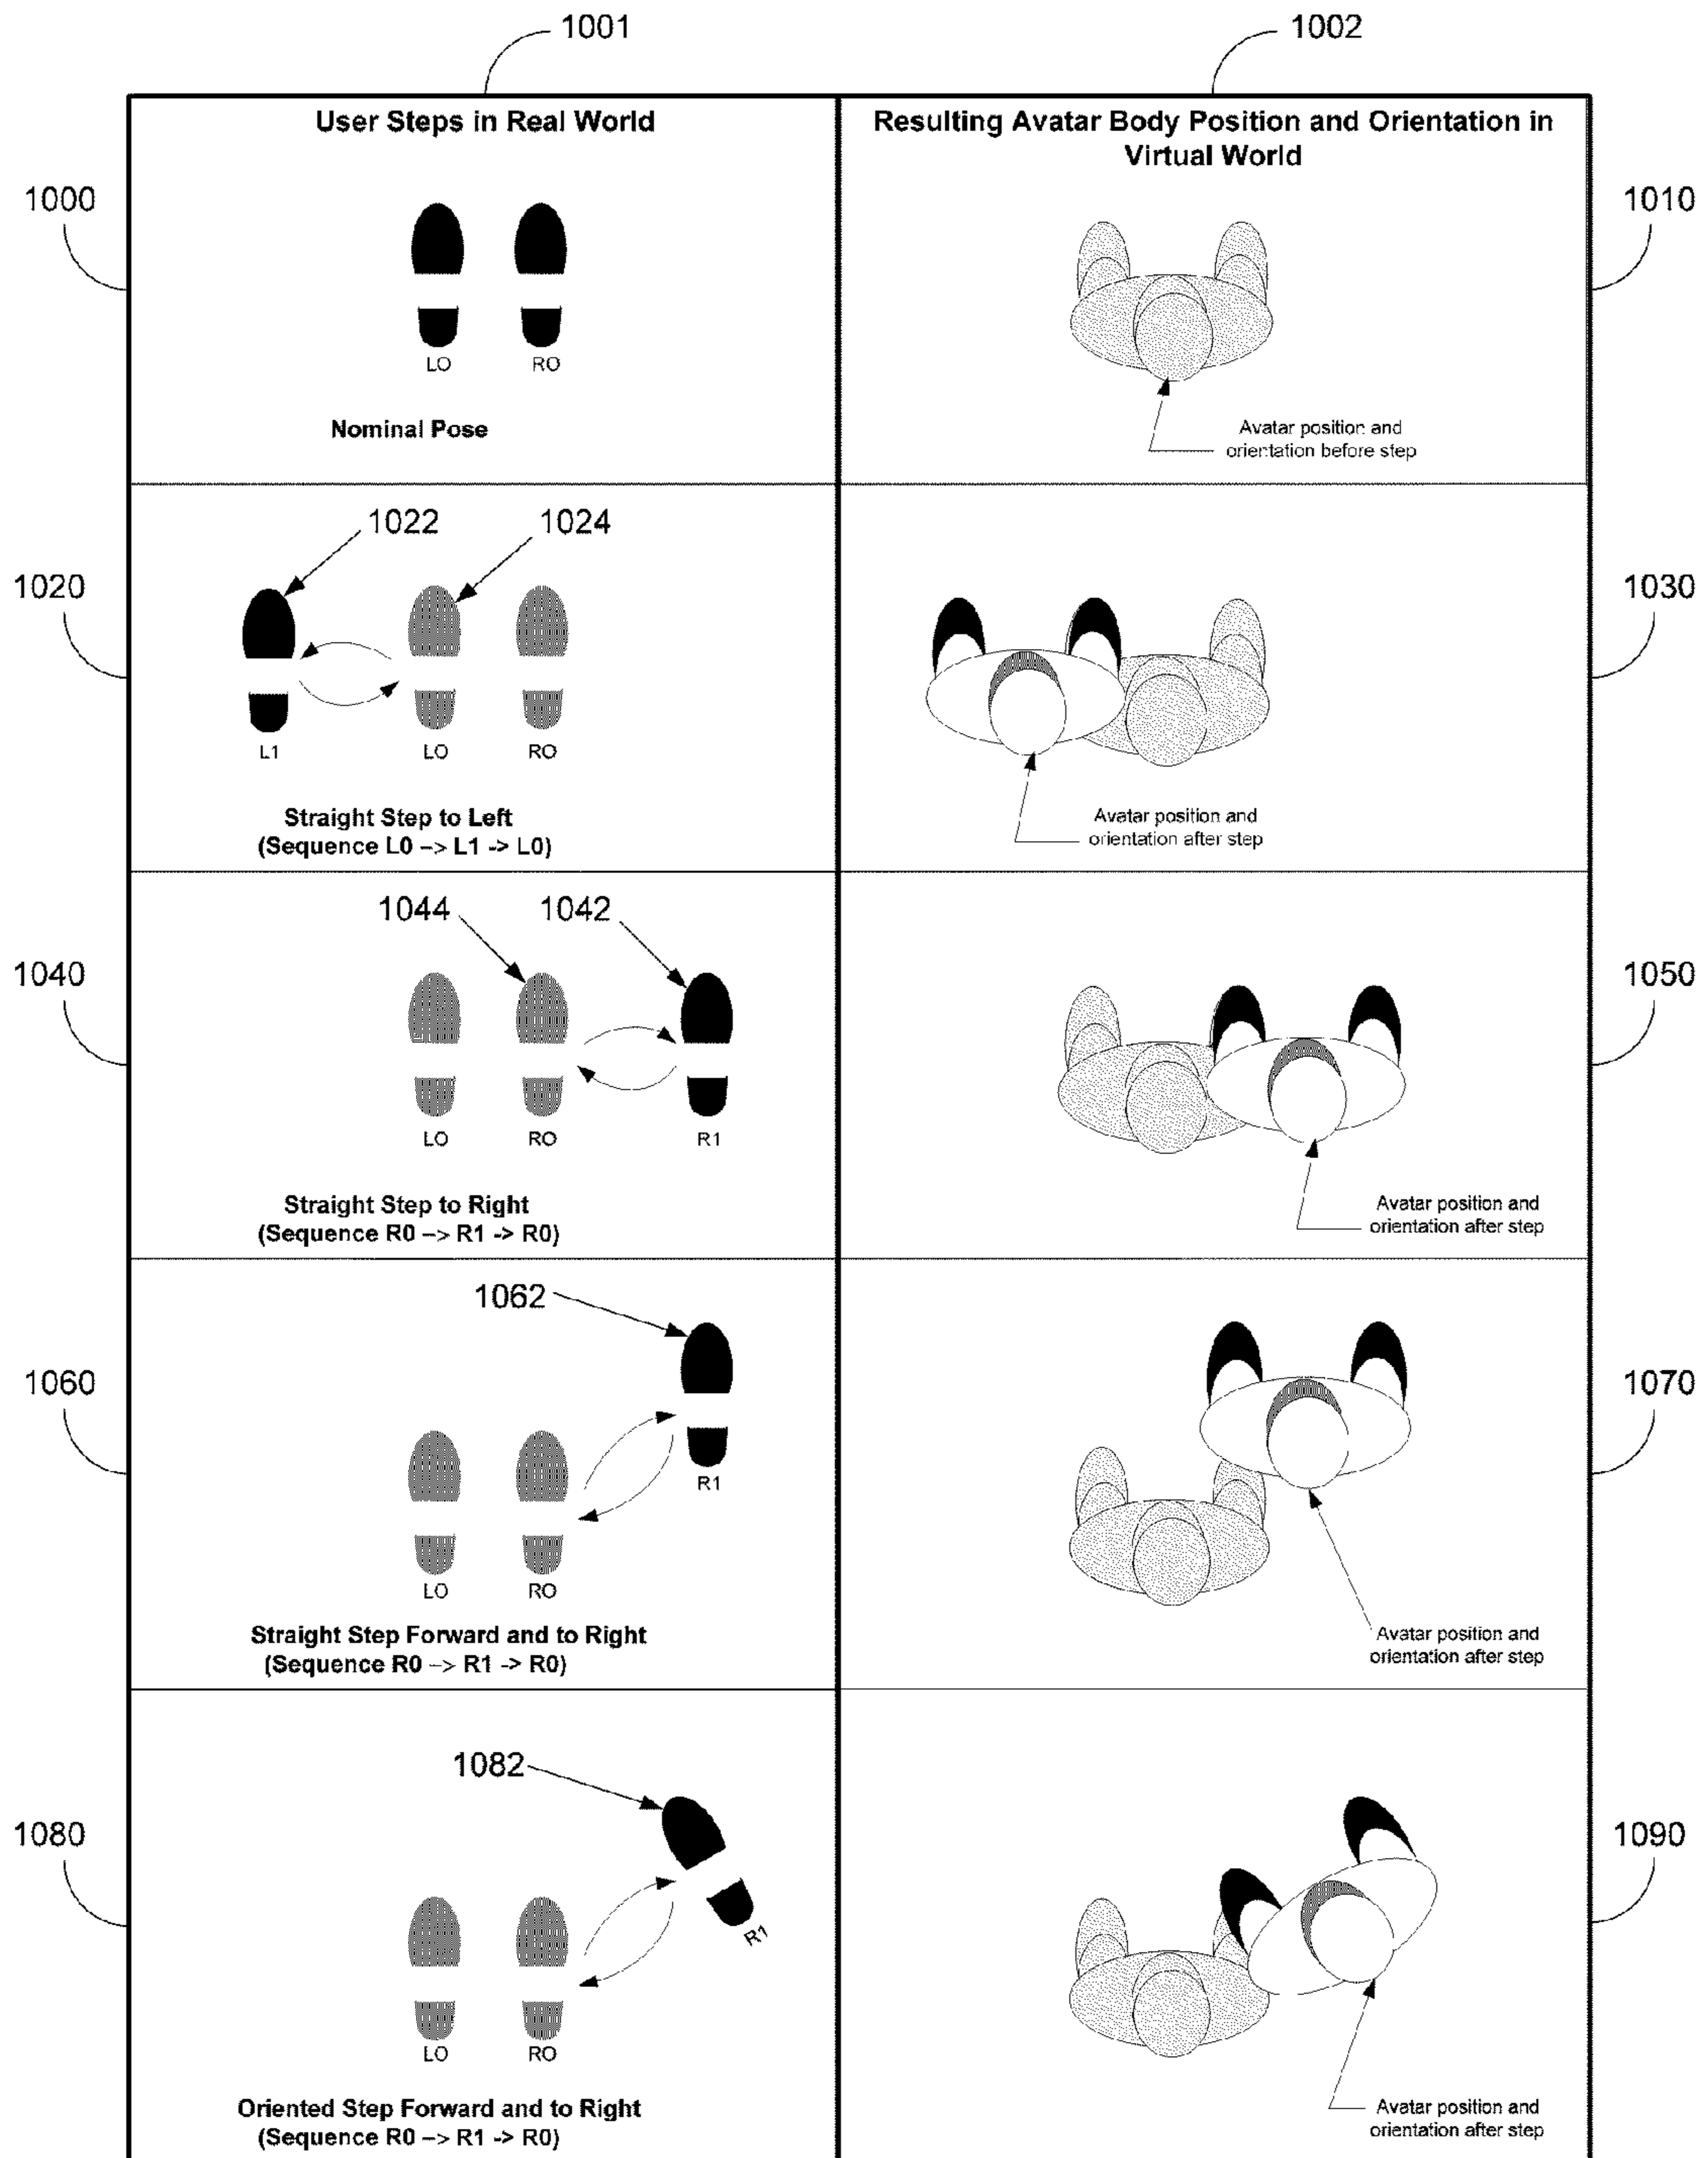 1001
1002
User Steps in Real World
Resulting Avatar Body Position and Orientation in
Virtual World
1000
1010
LO
RO
Nominal Pose
Avatar position and
orientation before step
1022
1024
1020
1030
L1
LO
RO
Straight Step to Left
(Sequence L0 –> L1 -> L0)
Avatar position and
orientation after step
1044
1042
1040
1050
LO
RO
R1
Straight Step to Right
(Sequence R0 –> R1 -> R0)
Avatar position and
orientation after step
1062
1060
1070
R1
LO
RO
Straight Step Forward and to Right
(Sequence R0 –> R1 -> R0)
Avatar position and
orientation after step
1082
1080
1090
R1
LO
RO
Oriented Step Forward and to Right
(Sequence R0 –> R1 -> R0)
Avatar position and
orientation after step